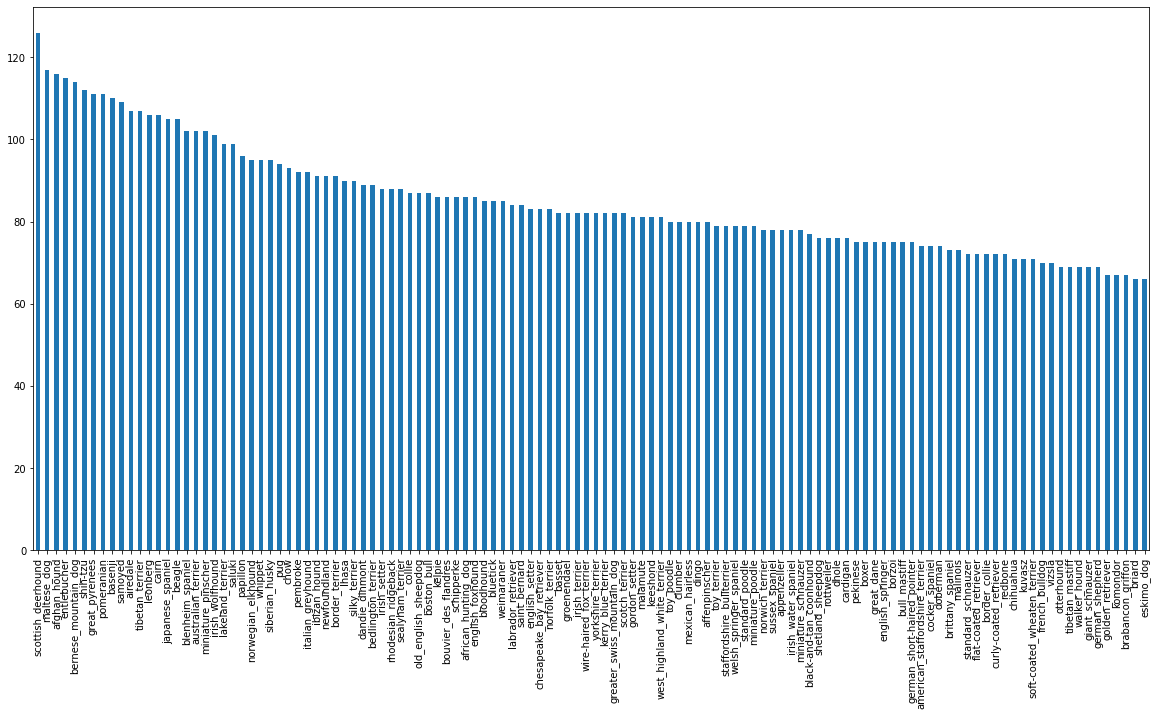 120
100
80
60
40
20
0
scottish_deerhound
maltese_dog
afghan_hound
entlebucher
bernese_mountain_dog
shih-tzu
great_pyrenees
pomeranian
basenji
samoyed
airedale
tibetan_terrier
leonberg
cairn
japanese_spaniel
beagle
blenheim_spaniel
australian_terrier
miniature_pinscher
irish_wolfhound
lakeland_terrier
saluki
papillon
norwegian_elkhound
whippet
siberian_husky
pug
chow
pembroke
italian_greyhound
ibizan_hound
newfoundland
border_terrier
lhasa
silky_terrier
dandie_dinmont
bedlington_terrier
irish_setter
rhodesian_ridgeback
sealyham_terrier
collie
old_english_sheepdog
boston_bull
kelpie
bouvier_des_flandres
schipperke
african_hunting_dog
english_foxhound
bloodhound
bluetick
weimaraner
labrador_retriever
saint_bernard
english_setter
chesapeake_bay_retriever
norfolk_terrier
basset
groenendael
irish_terrier
wire-haired_fox_terrier
yorkshire_terrier
kerry_blue_terrier
greater_swiss_mountain_dog
scotch_terrier
gordon_setter
malamute
keeshond
west_highland_white_terrier
toy_poodle
clumber
mexican_hairless
dingo
affenpinscher
toy_terrier
staffordshire_bullterrier
welsh_springer_spaniel
standard_poodle
miniature_poodle
norwich_terrier
sussex_spaniel
appenzeller
irish_water_spaniel
miniature_schnauzer
black-and-tan_coonhound
shetland_sheepdog
rottweiler
dhole
cardigan
pekinese
boxer
great_dane
english_springer
borzoi
bull_mastiff
german_short-haired_pointer
american_staffordshire_terrier
cocker_spaniel
doberman
brittany_spaniel
malinois
standard_schnauzer
flat-coated_retriever
border_collie
curly-coated_retriever
redbone
chihuahua
kuvasz
soft-coated_wheaten_terrier
french_bulldog
vizsla
otterhound
tibetan_mastiff
walker_hound
giant_schnauzer
german_shepherd
golden_retriever
komondor
brabancon_griffon
briard
eskimo_dog